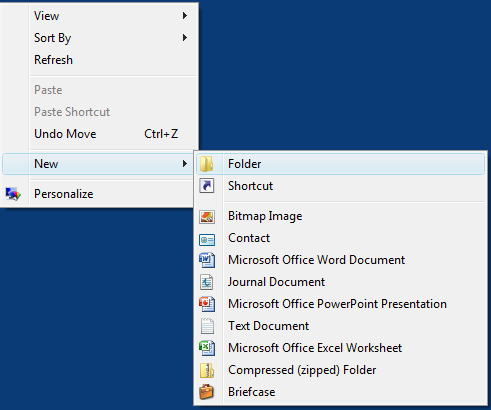 View
Sort By
Refresh
Paste
Paste Shortcut
Undo Move Ctrl+Z
New
Personalize
Folder
Shortcut
Bitmap Image
Contact
Microsoft Office Word Document
Journal Document
Microsoft Office PowerPoint Presentation
Text Document
Microsoft Office Excel Worksheet
Compressed (zipped) Folder
Briefcase